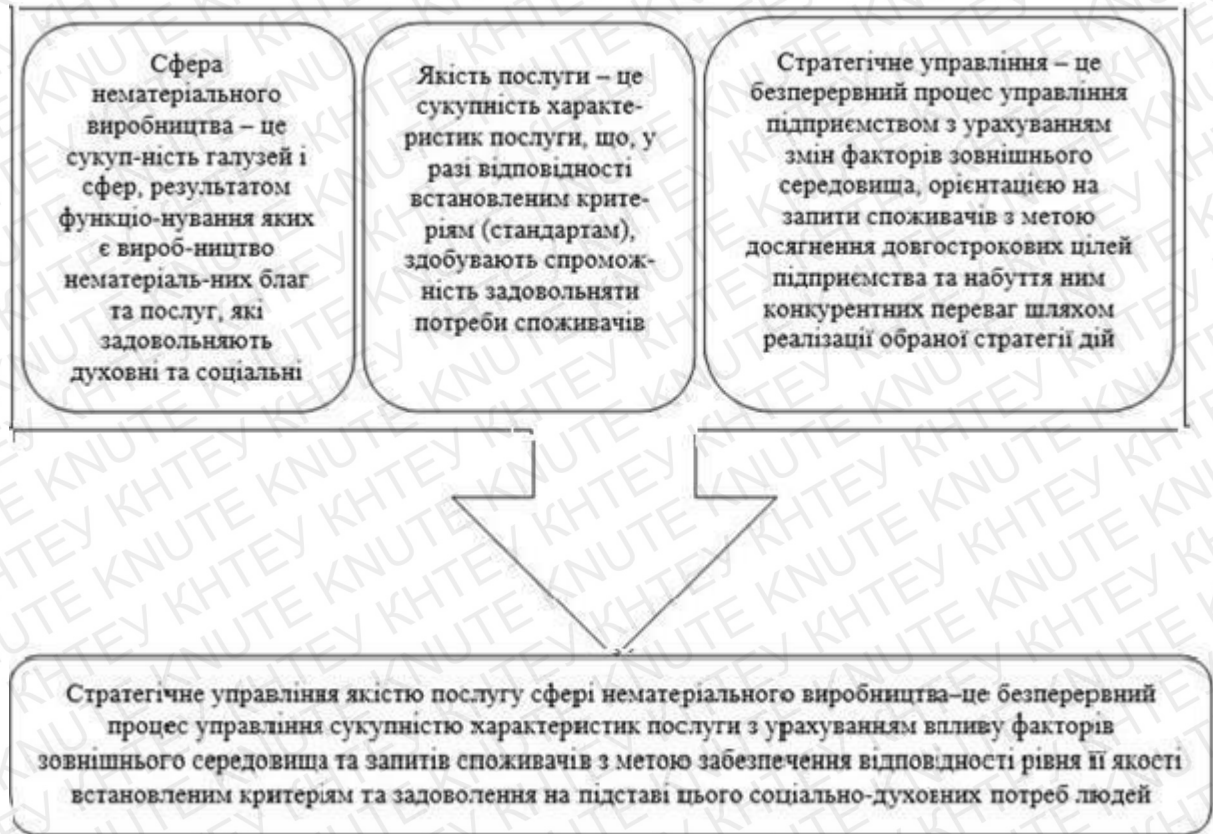 Сфера
нематеріального
виробництва – це
сукуп-ність галузей і
сфер, результатом
функціо-нування яких
є вироб-ництво
нематеріаль-них благ
та послуг, які
задовольняють
духовні та соціальні
Якість послуги – це
сукупність характе-
ристик послуги, що, у
разі відповідності
встановленим крите-
ріям (стандартам),
здобувають спромож-
ність задовольняти
потреби споживачів
Стратегічне управління – це
безперервний процес управління
підприємством з урахуванням
змін факторів зовнішнього
середовища, орієнтацією на
запити споживачів з метою
досягнення довгострокових цілей
підприємства та набуття ним
конкурентних переваг шляхом
реалізації обраної стратегії дій
Стратегічне управління якістю послугу сфері нематеріального виробництва–це безперервний
процес управління сукупністю характеристик послуги з урахуванням впливу факторів
зовнішнього середовища та запитів споживачів з метою забезпечення відповідності рівня її якості
встановленим критеріям та задоволення на підставі цього соціально-духовних потреб людей